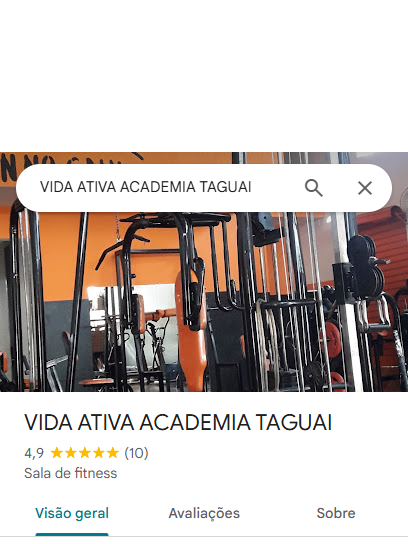 VIDA ATIVA ACADEMIA TAGUAI
VIDA ATIVA ACADEMIA TAGUAI
4,9 (10)
Sala de fitness
Visão geral Avaliações Sobre